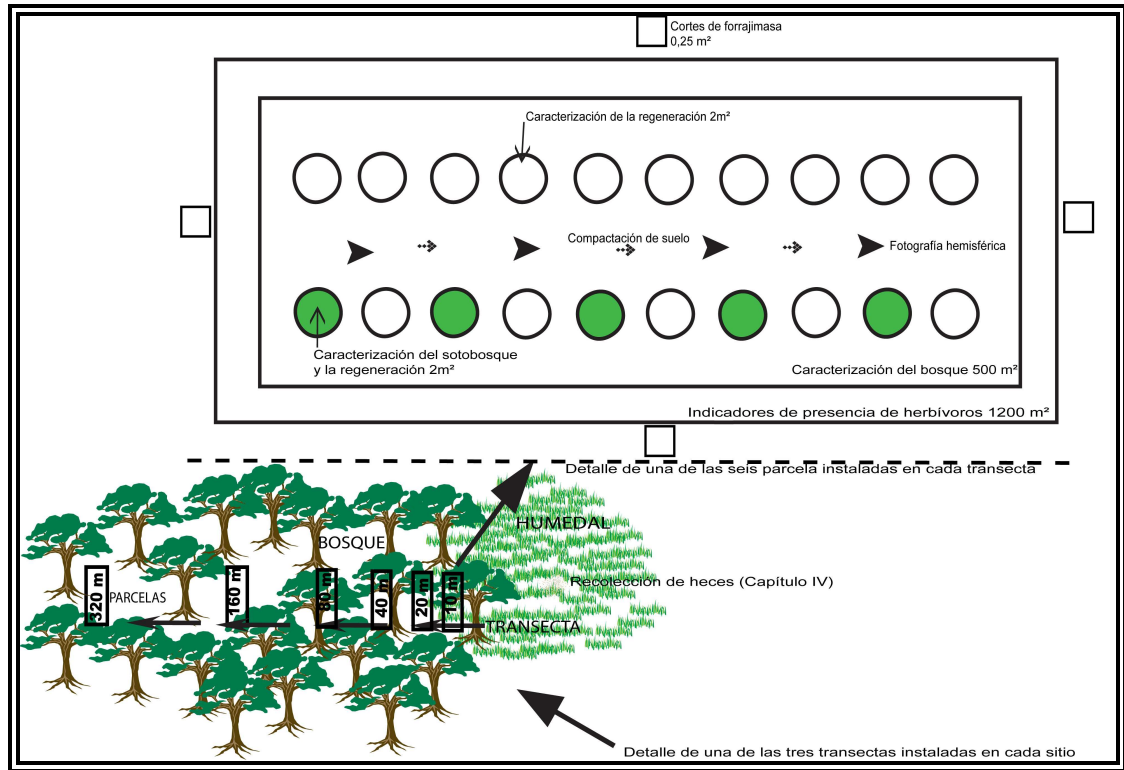 Cortes de forrajimasa
0,25 m²
Caracterización de la regeneración 2m²
Compactación de suelo
Fotografía hemisférica
Caracterización del sotobosque
y la regeneración 2m²
Caracterización del bosque 500 m²
Indicadores de presencia de herbívoros 1200 m²
Detalle de una de las seis parcela instaladas en cada transecta
HUMEDAL
BOSQUE
Recolección de heces (Capítulo IV)
320 m
PARCELAS
160 m
80 m
40 m
20 m
10 m
TRANSECTA
Detalle de una de las tres transectas instaladas en cada sitio